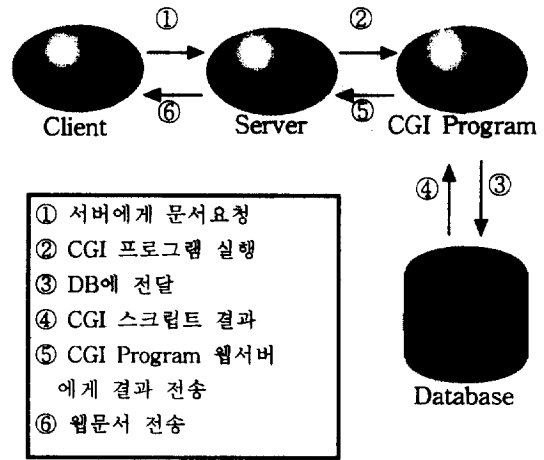 ① ②
⑥ ⑤
Client Server CGI Program
④ ③
① 서버에게 문서요청
② CGI 프로그램 실행
③ DB에 전달
④ CGI 스크립트 결과
⑤ CGI Program 웹서버
에게 결과 전송
⑥ 웹문서 전송
Database